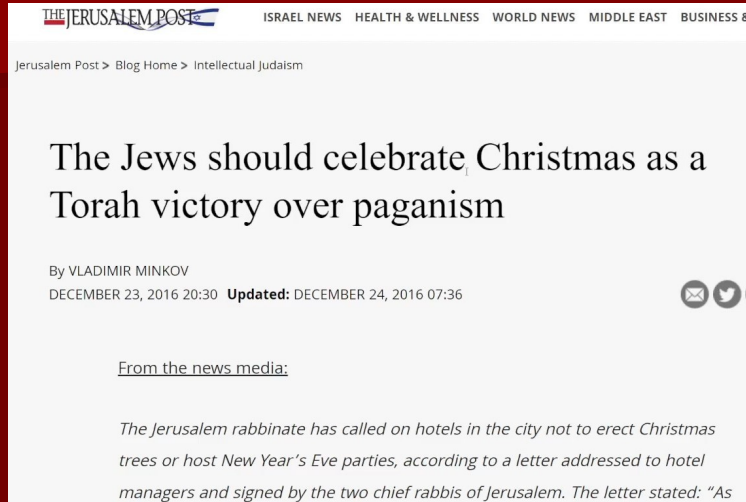 THE JERUSALEM POST
ISRAEL NEWS HEALTH & WELLNESS WORLD NEWS MIDDLE EAST BUSINESS &
Jerusalem Post > Blog Home > Intellectual Judaism
The Jews should celebrate Christmas as a
Torah victory over paganism
By VLADIMIR MINKOV
DECEMBER 23, 2016 20:30 Updated: DECEMBER 24, 2016 07:36
From the news media:
The Jerusalem rabbinate has called on hotels in the city not to erect Christmas
trees or host New Year's Eve parties, according to a letter addressed to hotel
managers and signed by the two chief rabbis of Jerusalem. The letter stated: "As